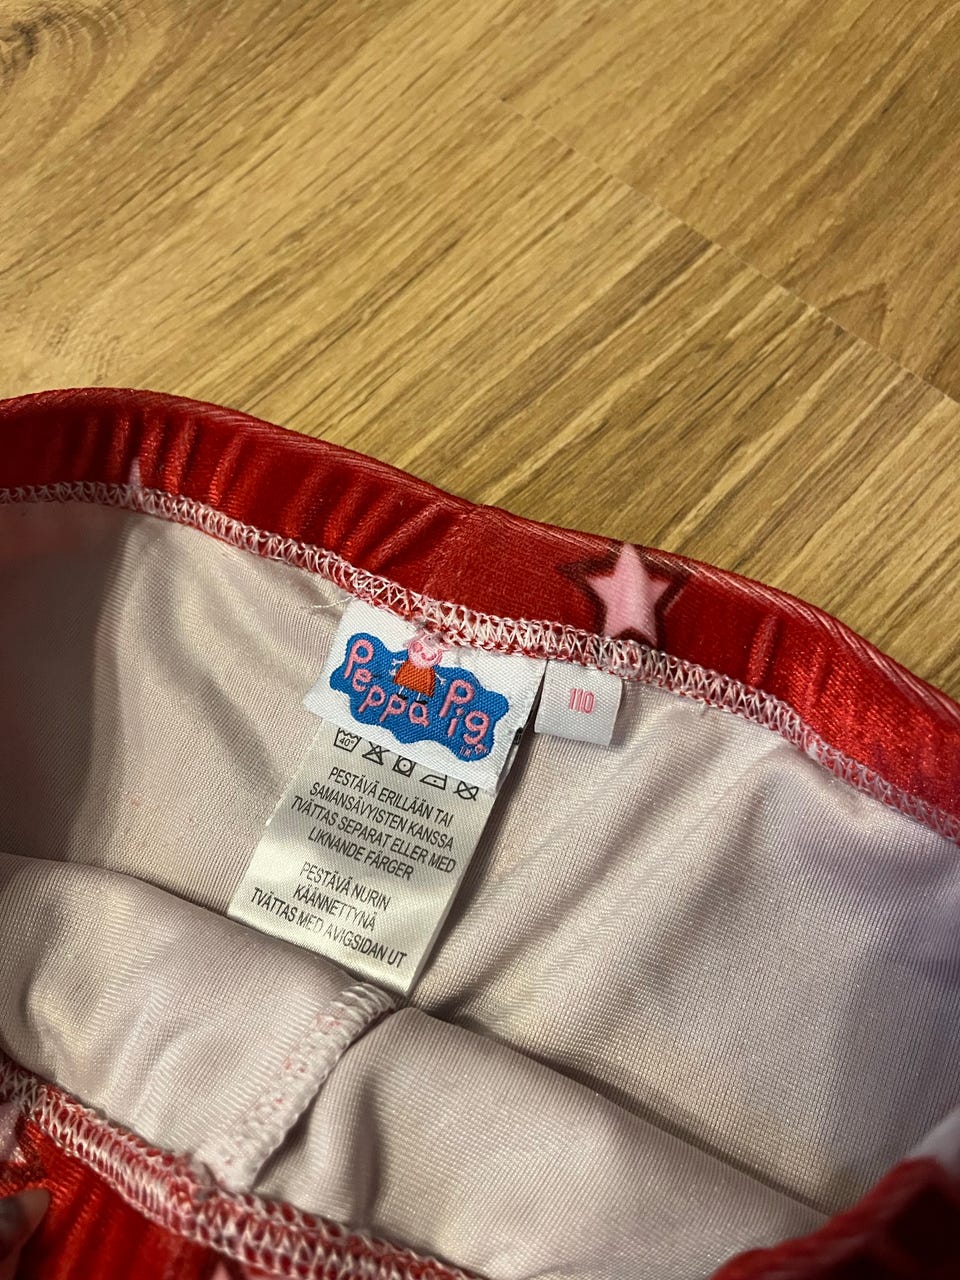 Peppa Pig
110
40°
PESTÄVÄ ERILLÄÄN TAI
SAMANSÄVYISTEN KANSSA
TVÄTTAS SEPARAT ELLER MED
LIKNANDE FÄRGER
PESTÄVÄ NURIN
KÄÄNNETTYNÄ
TVÄTTAS MED AVIGSIDAN UT